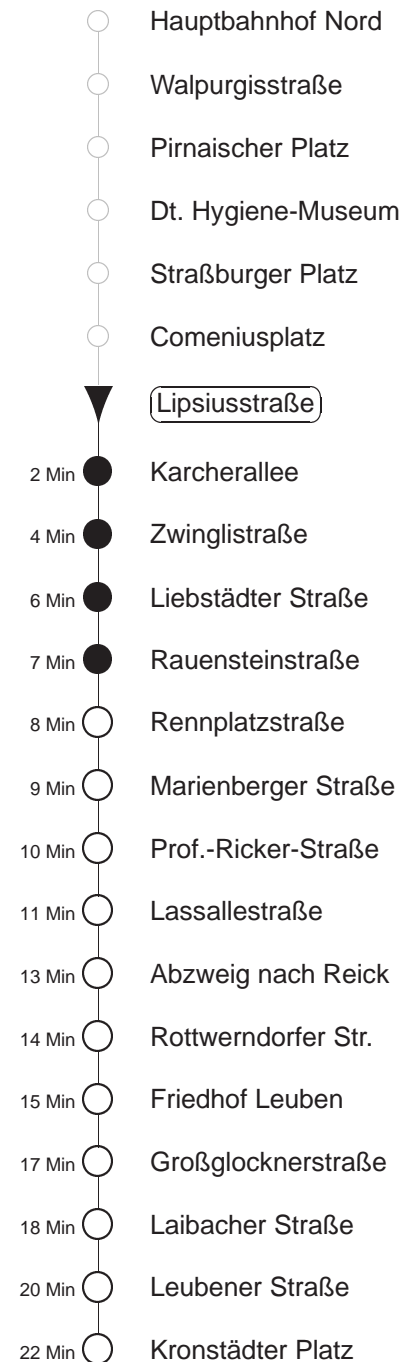 Hauptbahnhof Nord
Walpurgisstraße
Pirnaischer Platz
Dt. Hygiene-Museum
Straßburger Platz
Comeniusplatz
Lipsiusstraße
2 Min Karcherallee
4 Min Zwinglistraße
6 Min Liebstädter Straße
7 Min Rauensteinstraße
8 Min Rennplatzstraße
9 Min Marienberger Straße
10 Min Prof.-Ricker-Straße
11 Min Lassallestraße
13 Min Abzweig nach Reick
14 Min Rottwerndorfer Str.
15 Min Friedhof Leuben
17 Min Großglocknerstraße
18 Min Laibacher Straße
20 Min Leubener Straße
22 Min Kronstädter Platz